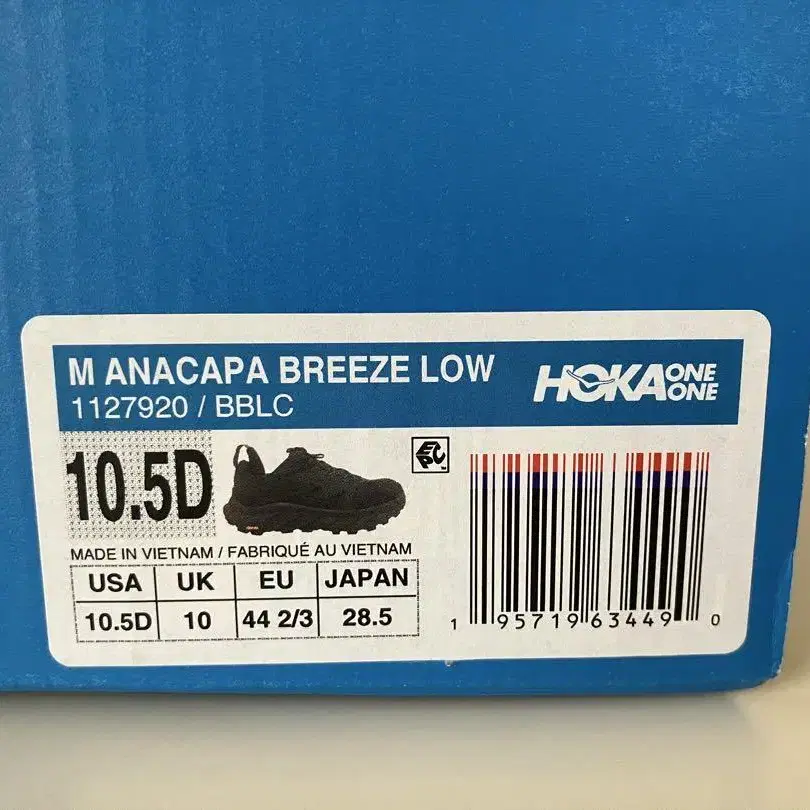 M ANACAPA BREEZE LOW
1127920 / BBLC
HOKA ONE ONE
10.5D
MADE IN VIETNAM / FABRIQUÉ AU VIETNAM
USA UK EU JAPAN
10.5D 10 44 2/3 28.5
1 95719 63449 0